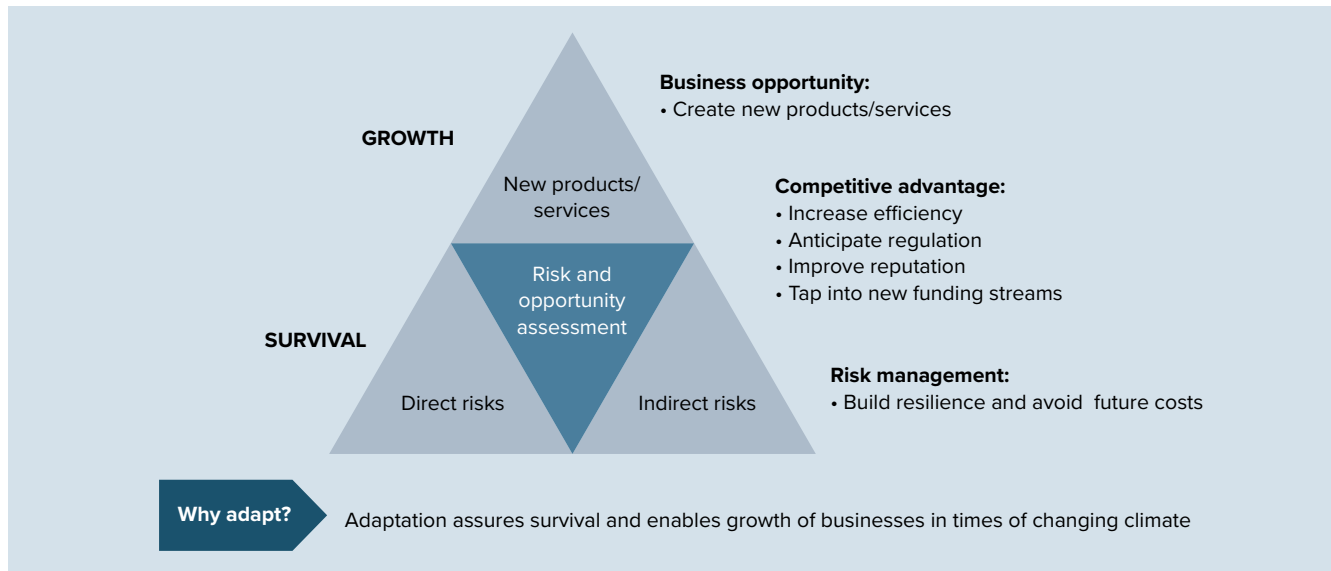 Business opportunity:
• Create new products/services
GROWTH
New products/
services
Competitive advantage:
• Increase efficiency
• Anticipate regulation
• Improve reputation
• Tap into new funding streams
Risk and
opportunity
assessment
SURVIVAL
Direct risks
Indirect risks
Risk management:
• Build resilience and avoid future costs
Why adapt?
Adaptation assures survival and enables growth of businesses in times of changing climate